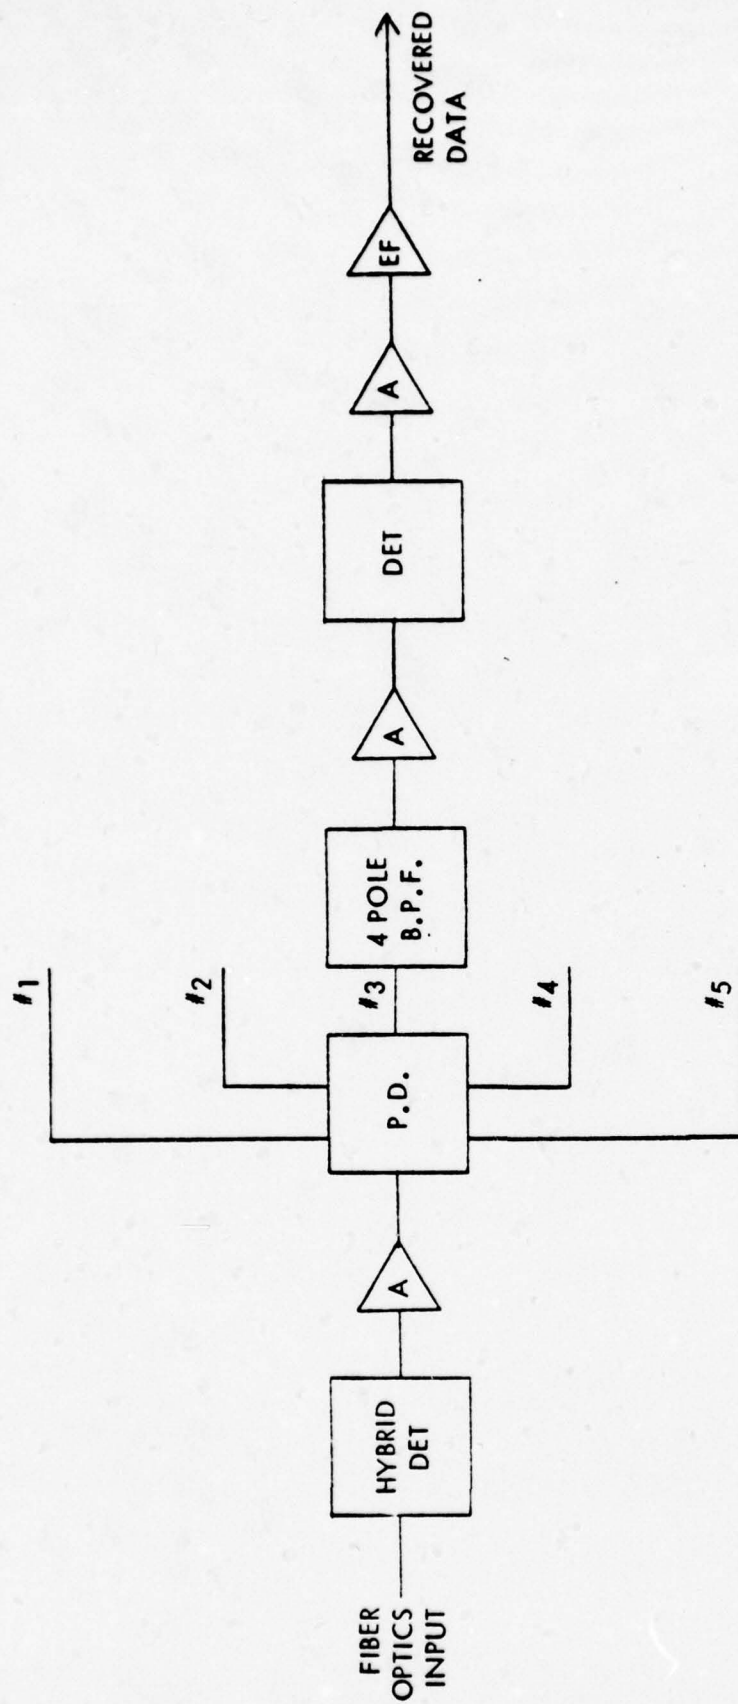 FIBER
OPTICS
INPUT
HYBRID
DET
A
P.D.
#1
#2
#3
#4
#5
4 POLE
B.P.F.
A
DET
A
EF
RECOVERED
DATA